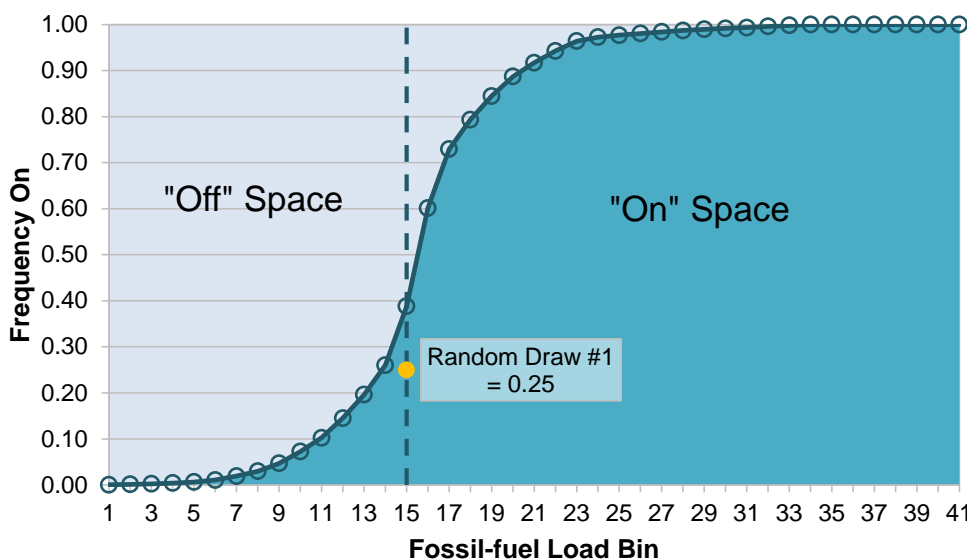 1.00
0.90
0.80
0.70
0.60
0.50
0.40
0.30
0.20
0.10
0.00
Frequency On
"Off" Space
"On" Space
Random Draw #1
= 0.25
1 3 5 7 9 11 13 15 17 19 21 23 25 27 29 31 33 35 37 39 41
Fossil-fuel Load Bin